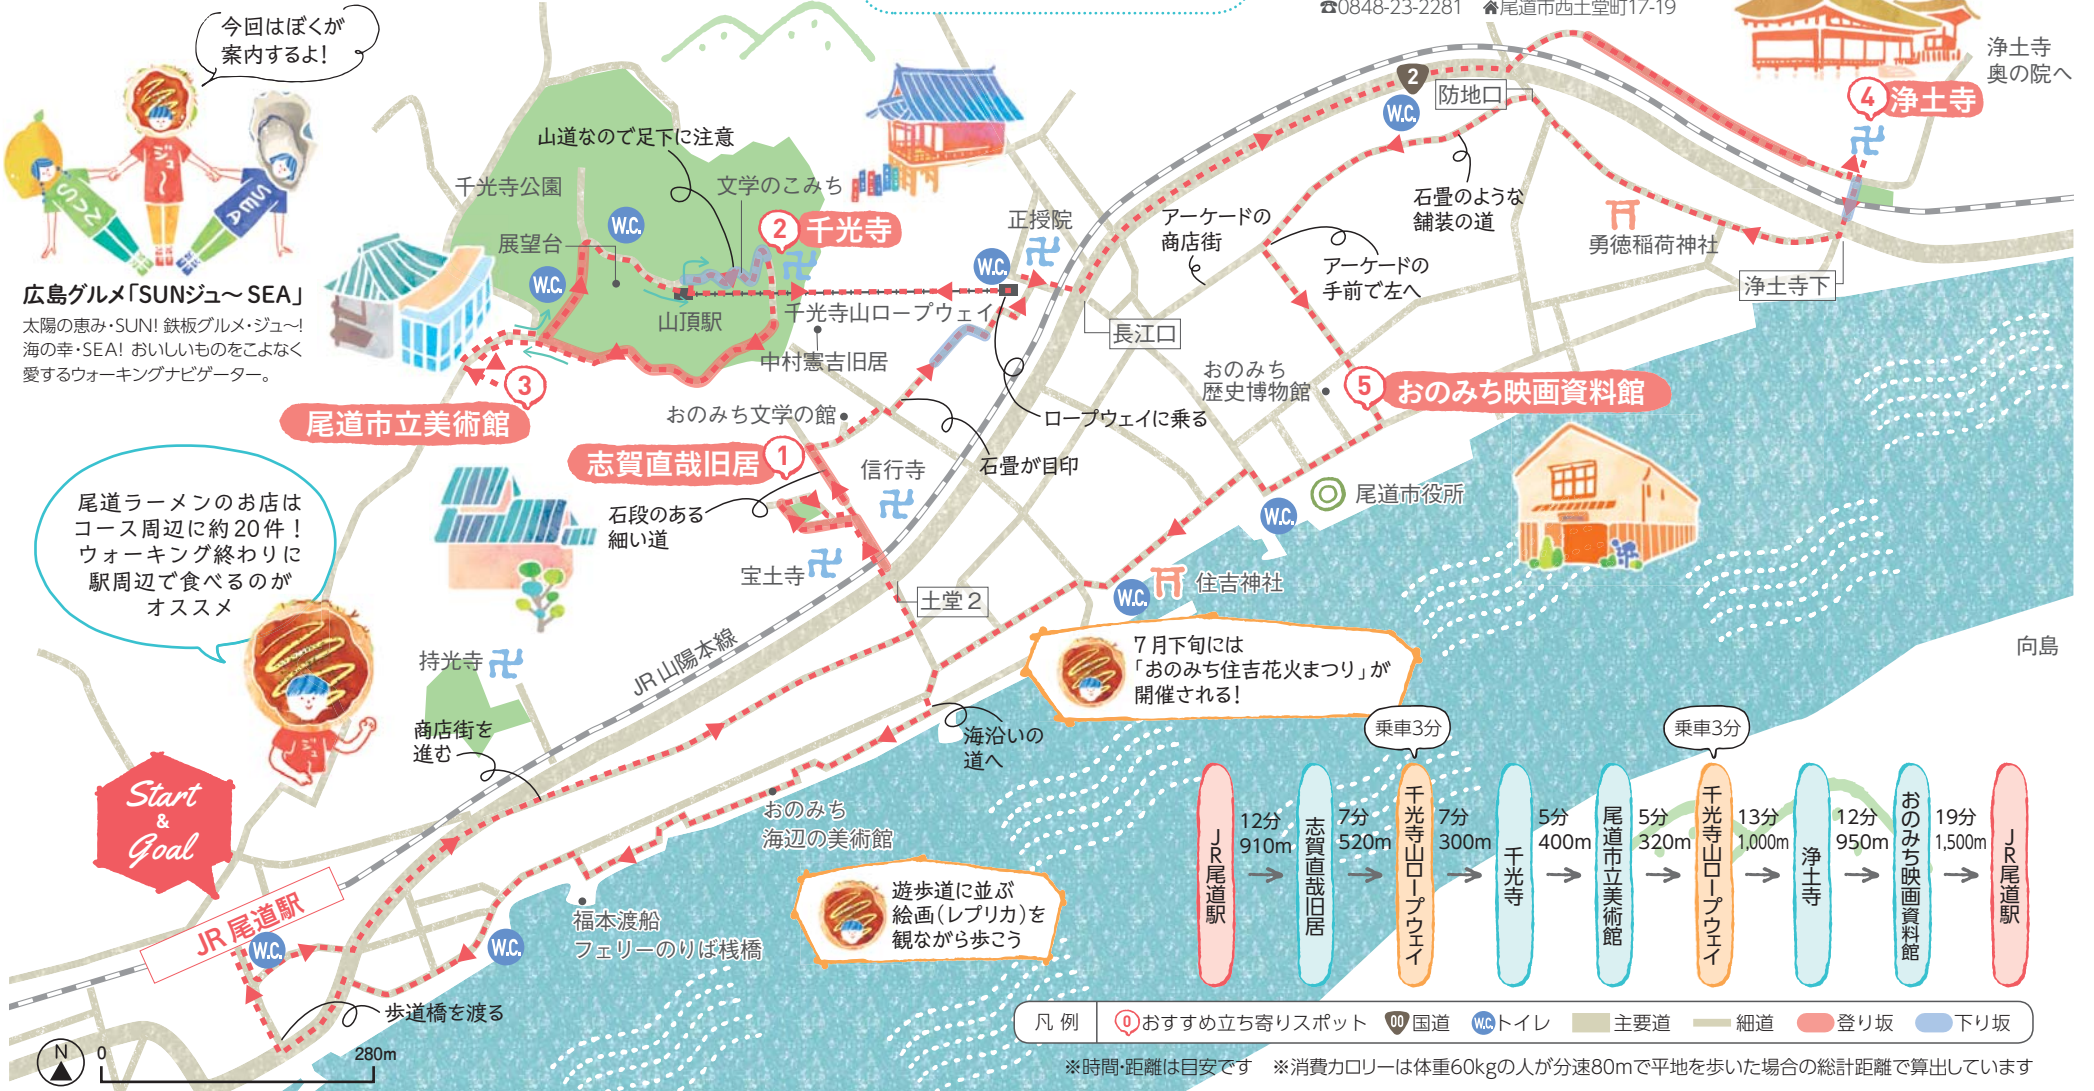 今回はぼくが
案内するよ!
☎0848-23-2281 尾道市西土堂町17-19
浄土寺
奥の院へ
4 浄土寺
2
W.C.
防地口
山道なので足下に注意
千光寺公園
文学のこみち
W.C.
展望台
2 千光寺
正授院
W.C.
W.C.
山頂駅
千光寺山ロープウェイ
中村憲吉旧居
アーケードの
商店街
石畳のような
舗装の道
アーケードの
手前で左へ
勇徳稲荷神社
浄土寺下
長江口
ジュ〜
SUN
SEA
広島グルメ「SUNジュ〜SEA」
太陽の恵み・SUN! 鉄板グルメ・ジュ〜!
海の幸・SEA! おいしいものをこよなく
愛するウォーキングナビゲーター。
3
尾道市立美術館
おのみち文学の館
ロープウェイに乗る
石畳が目印
おのみち
歴史博物館
5 おのみち映画資料館
志賀直哉旧居 1
信行寺
石段のある
細い道
宝土寺
土堂2
W.C.
尾道市役所
W.C.
住吉神社
尾道ラーメンのお店は
コース周辺に約20件!
ウォーキング終わりに
駅周辺で食べるのが
オススメ
ジュ〜
持光寺
JR山陽本線
商店街を
進む
7月下旬には
「おのみち住吉花火まつり」が
開催される!
向島
海沿いの
道へ
おのみち
海辺の美術館
Start
&
Goal
JR尾道駅
W.C.
W.C.
福本渡船
フェリーのりば桟橋
遊歩道に並ぶ
絵画(レプリカ)を
観ながら歩こう
歩道橋を渡る
乗車3分
乗車3分
JR尾道駅
12分
910m
志賀直哉旧居
7分
520m
千光寺山ロープウェイ
7分
300m
千光寺
5分
400m
尾道市立美術館
5分
320m
千光寺山ロープウェイ
13分
1,000m
浄土寺
12分
950m
おのみち映画資料館
19分
1,500m
JR尾道駅
N
0 280m
凡例 0 おすすめ立ち寄りスポット 00 国道 W.C. トイレ 主要道 細道 登り坂 下り坂
※時間・距離は目安です ※消費カロリーは体重60kgの人が分速80mで平地を歩いた場合の総計距離で算出しています